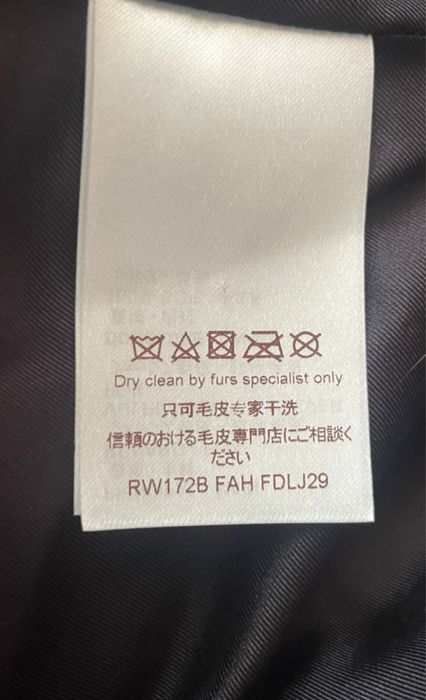 Dry clean by furs specialist only
只可毛皮专家干洗
信頼のおける毛皮専門店にご相談く
ださい
RW172B FAH FDLJ29